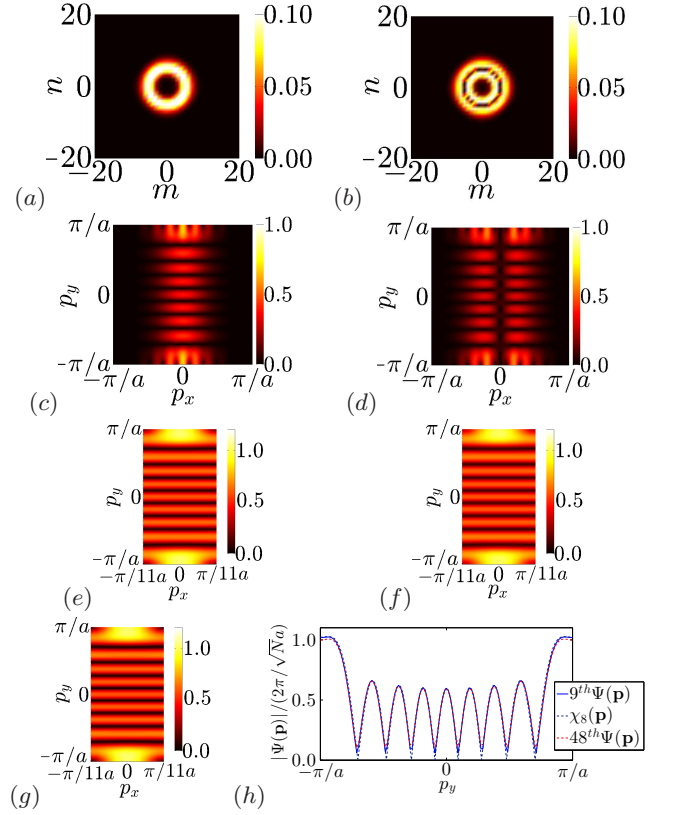 20 0.10 20 0.10
n 0 0.05 n 0 0.05
-20 0.00 -20 0.00
−20 0 20 −20 0 20
(a) m (b) m
π/a 1.0 π/a 1.0
p_y 0 0.5 p_y 0 0.5
-π/a 0.0 -π/a 0.0
−π/a 0 π/a −π/a 0 π/a
(c) p_x (d) p_x
π/a 1.0 π/a 1.0
p_y 0 0.5 p_y 0 0.5
−π/a 0.0 −π/a 0.0
−π/11a 0 π/11a −π/11a 0 π/11a
(e) p_x (f) p_x
π/a 1.0
p_y 0 0.5
−π/a 0.0
−π/11a 0 π/11a
(g) p_x
|Ψ(p)|/(2π/√Na)
1.0
0.5
0.0
−π/a 0 π/a
(h) p_y
9^{th}Ψ(p)
χ_8(p)
48^{th}Ψ(p)